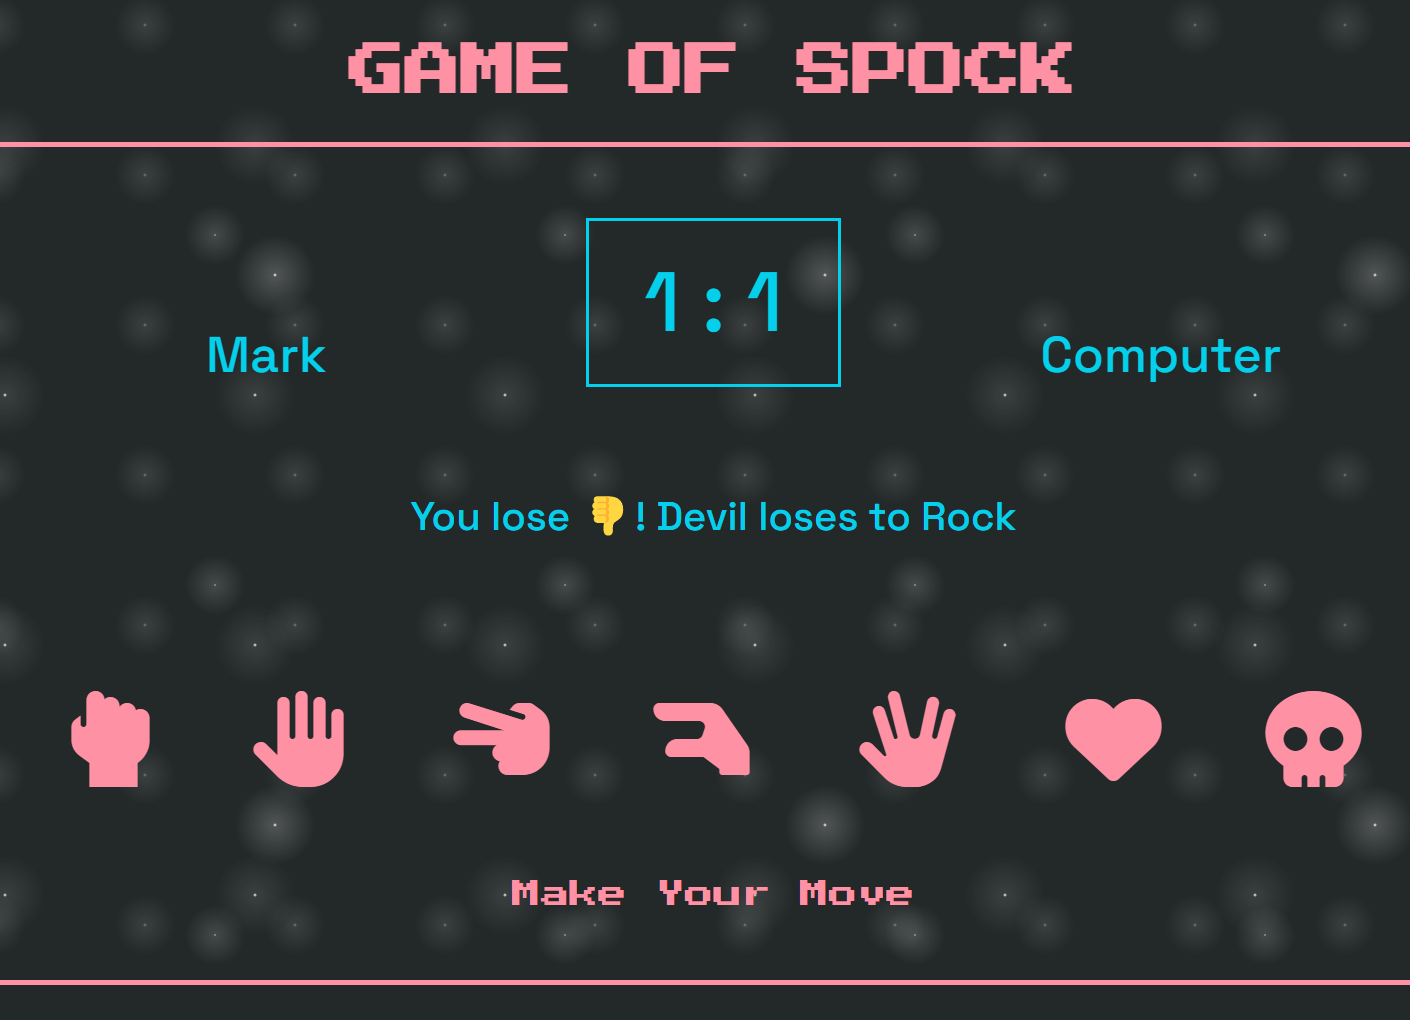 GAME OF SPOCK
1:1
Mark
Computer
You lose 👎! Devil loses to Rock
Make Your Move